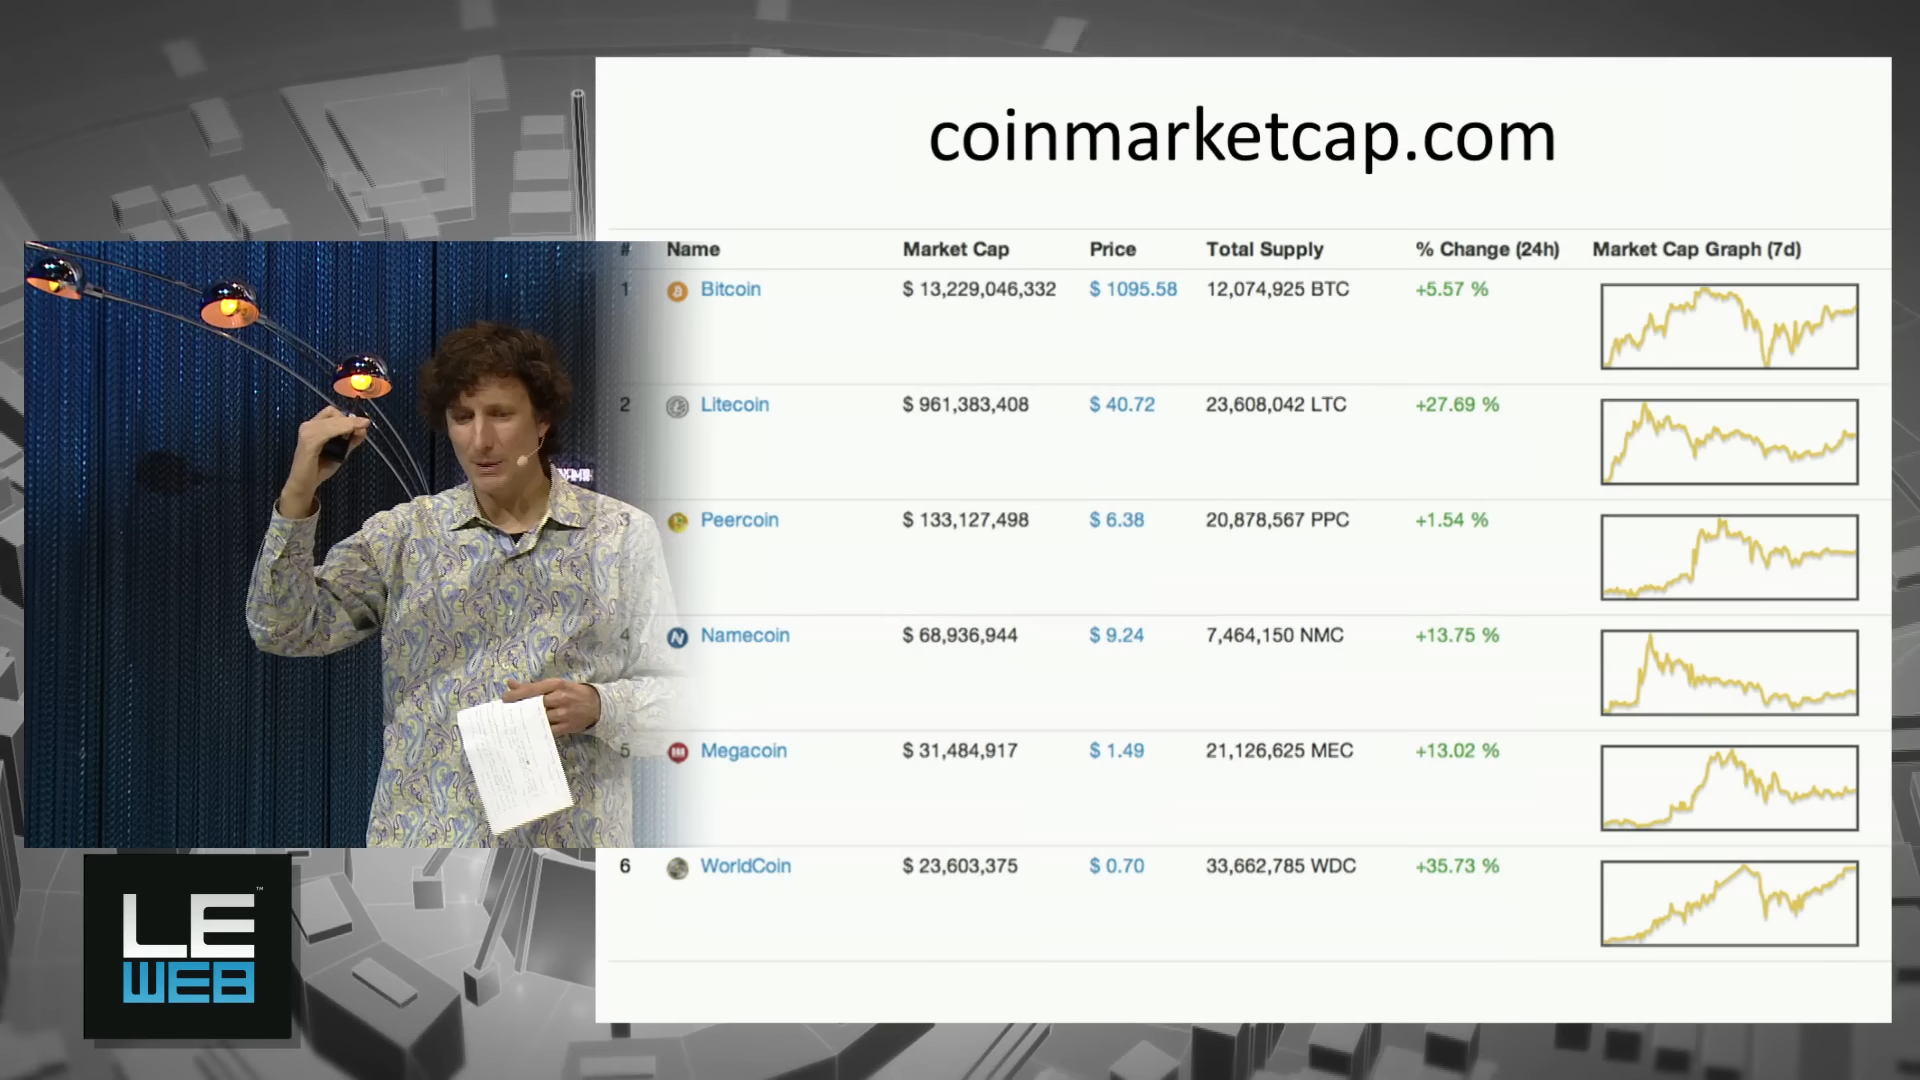 coinmarketcap.com
# Name Market Cap Price Total Supply % Change (24h) Market Cap Graph (7d)
1 Bitcoin $ 13,229,046,332 $ 1095.58 12,074,925 BTC +5.57 %
2 Litecoin $ 961,383,408 $ 40.72 23,608,042 LTC +27.69 %
3 Peercoin $ 133,127,498 $ 6.38 20,878,567 PPC +1.54 %
4 Namecoin $ 68,936,944 $ 9.24 7,464,150 NMC +13.75 %
5 Megacoin $ 31,484,917 $ 1.49 21,126,625 MEC +13.02 %
6 WorldCoin $ 23,603,375 $ 0.70 33,662,785 WDC +35.73 %
LE™
WEB